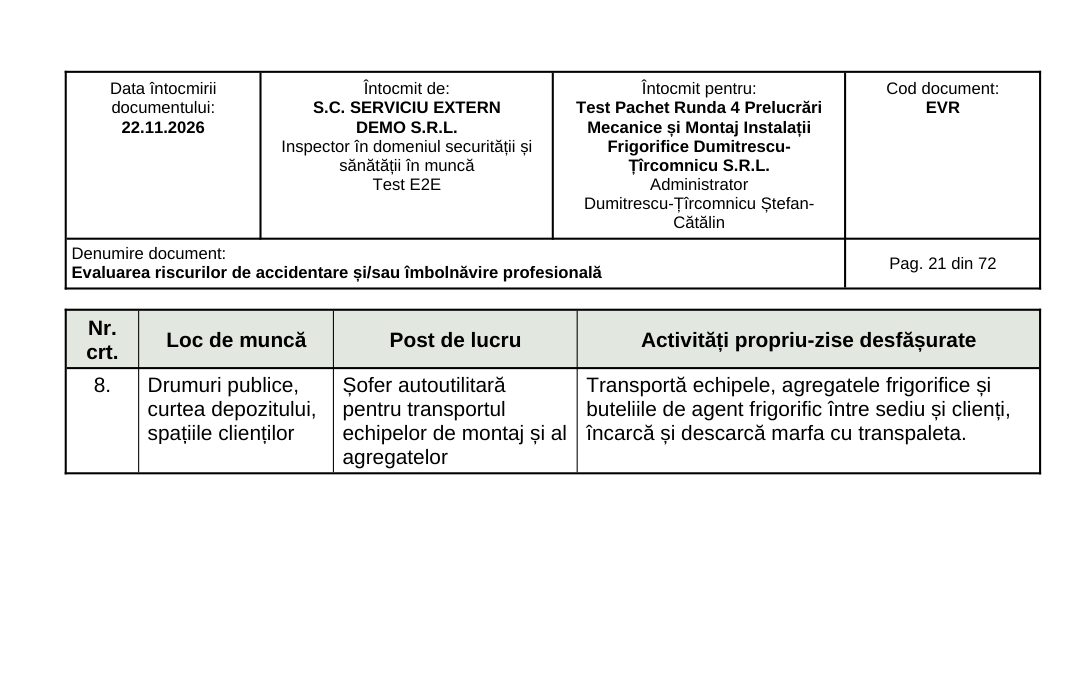 Data întocmirii
documentului:
22.11.2026
Întocmit de:
S.C. SERVICIU EXTERN
DEMO S.R.L.
Inspector în domeniul securității și
sănătății în muncă
Test E2E
Întocmit pentru:
Test Pachet Runda 4 Prelucrări
Mecanice și Montaj Instalații
Frigorifice Dumitrescu-
Țîrcomnicu S.R.L.
Administrator
Dumitrescu-Țîrcomnicu Ștefan-
Cătălin
Cod document:
EVR
Denumire document:
Evaluarea riscurilor de accidentare și/sau îmbolnăvire profesională
Pag. 21 din 72
Nr.
crt.
Loc de muncă
Post de lucru
Activități propriu-zise desfășurate
8.
Drumuri publice,
curtea depozitului,
spațiile clienților
Șofer autoutilitară
pentru transportul
echipelor de montaj și al
agregatelor
Transportă echipele, agregatele frigorifice și
buteliile de agent frigorific între sediu și clienți,
încarcă și descarcă marfa cu transpaleta.